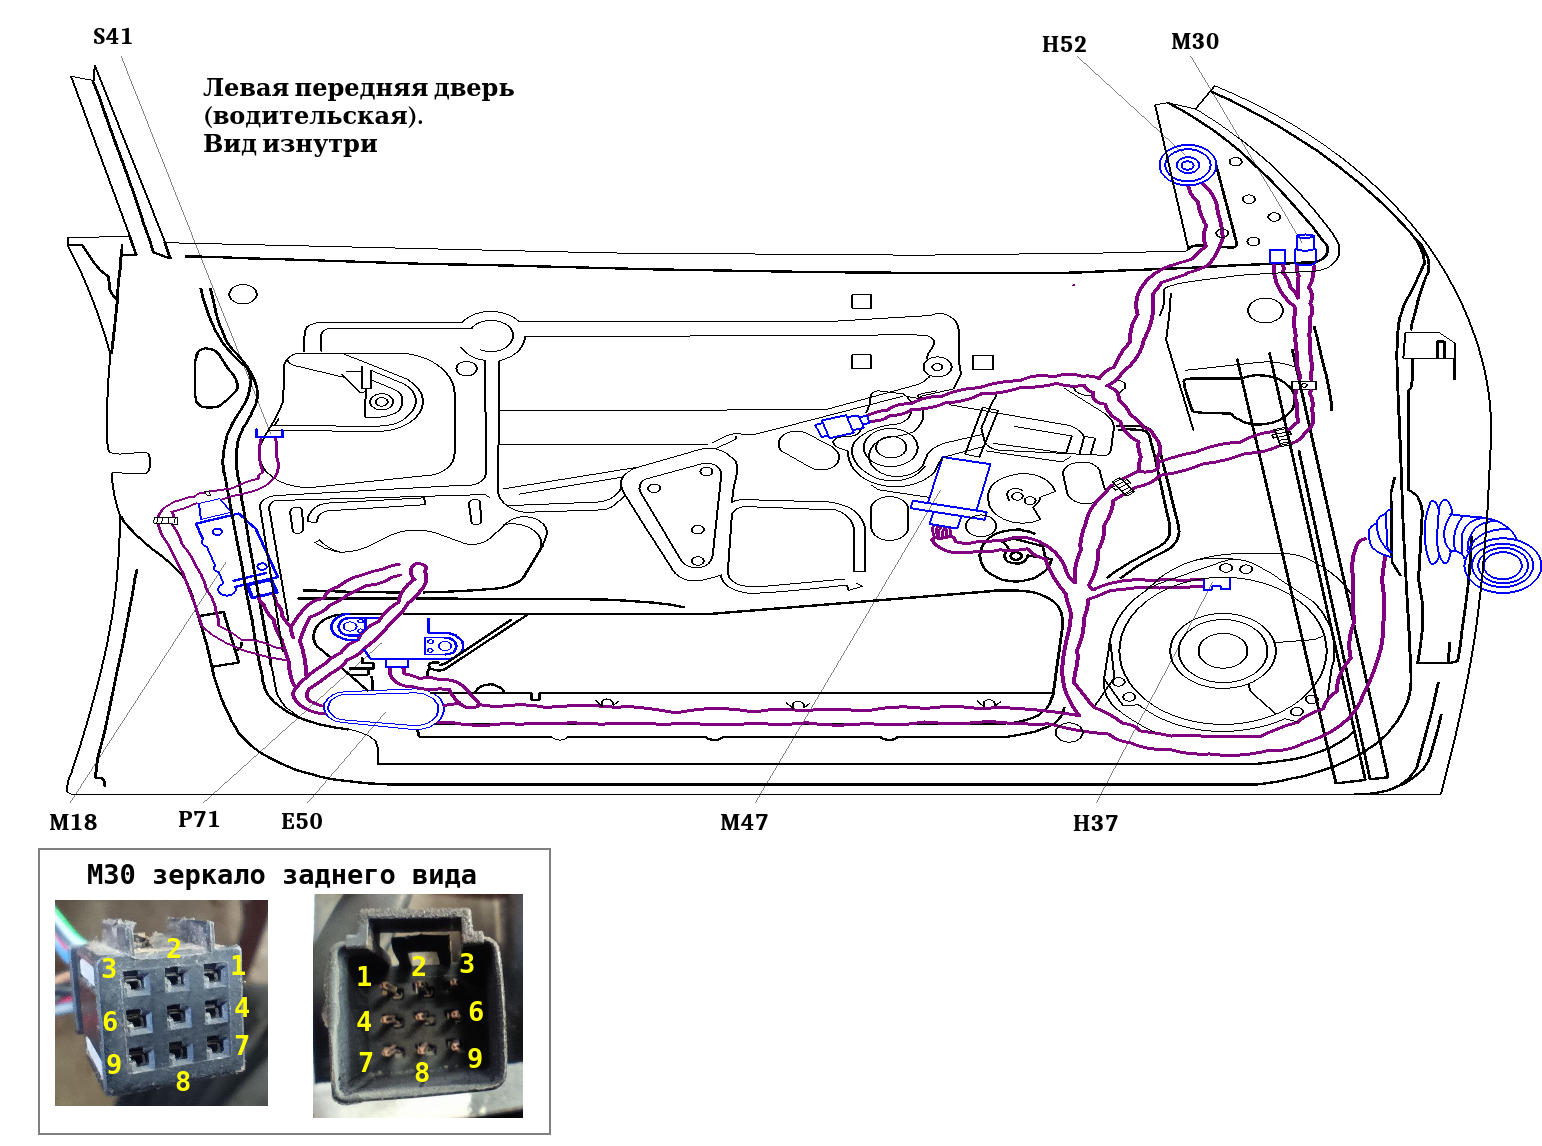 S41
H52
M30
Левая передняя дверь
(водительская).
Вид изнутри
M18
P71
E50
M47
H37
М30 зеркало заднего вида
3 2 1
6 4
9 8 7
1 2 3
4 6
7 8 9